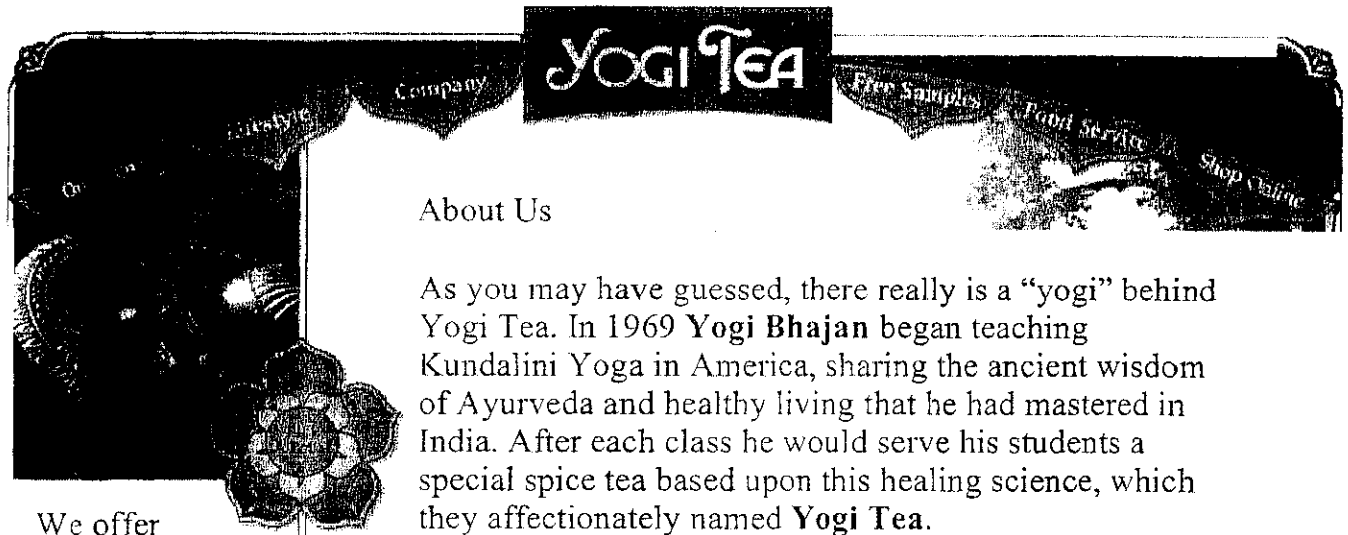 YOGI TEA
Lifestyle
Company
Free Samples
Food Service
Shop Online
About Us
As you may have guessed, there really is a “yogi” behind
Yogi Tea. In 1969 Yogi Bhajan began teaching
Kundalini Yoga in America, sharing the ancient wisdom
of Ayurveda and healthy living that he had mastered in
India. After each class he would serve his students a
special spice tea based upon this healing science, which
they affectionately named Yogi Tea.
We offer